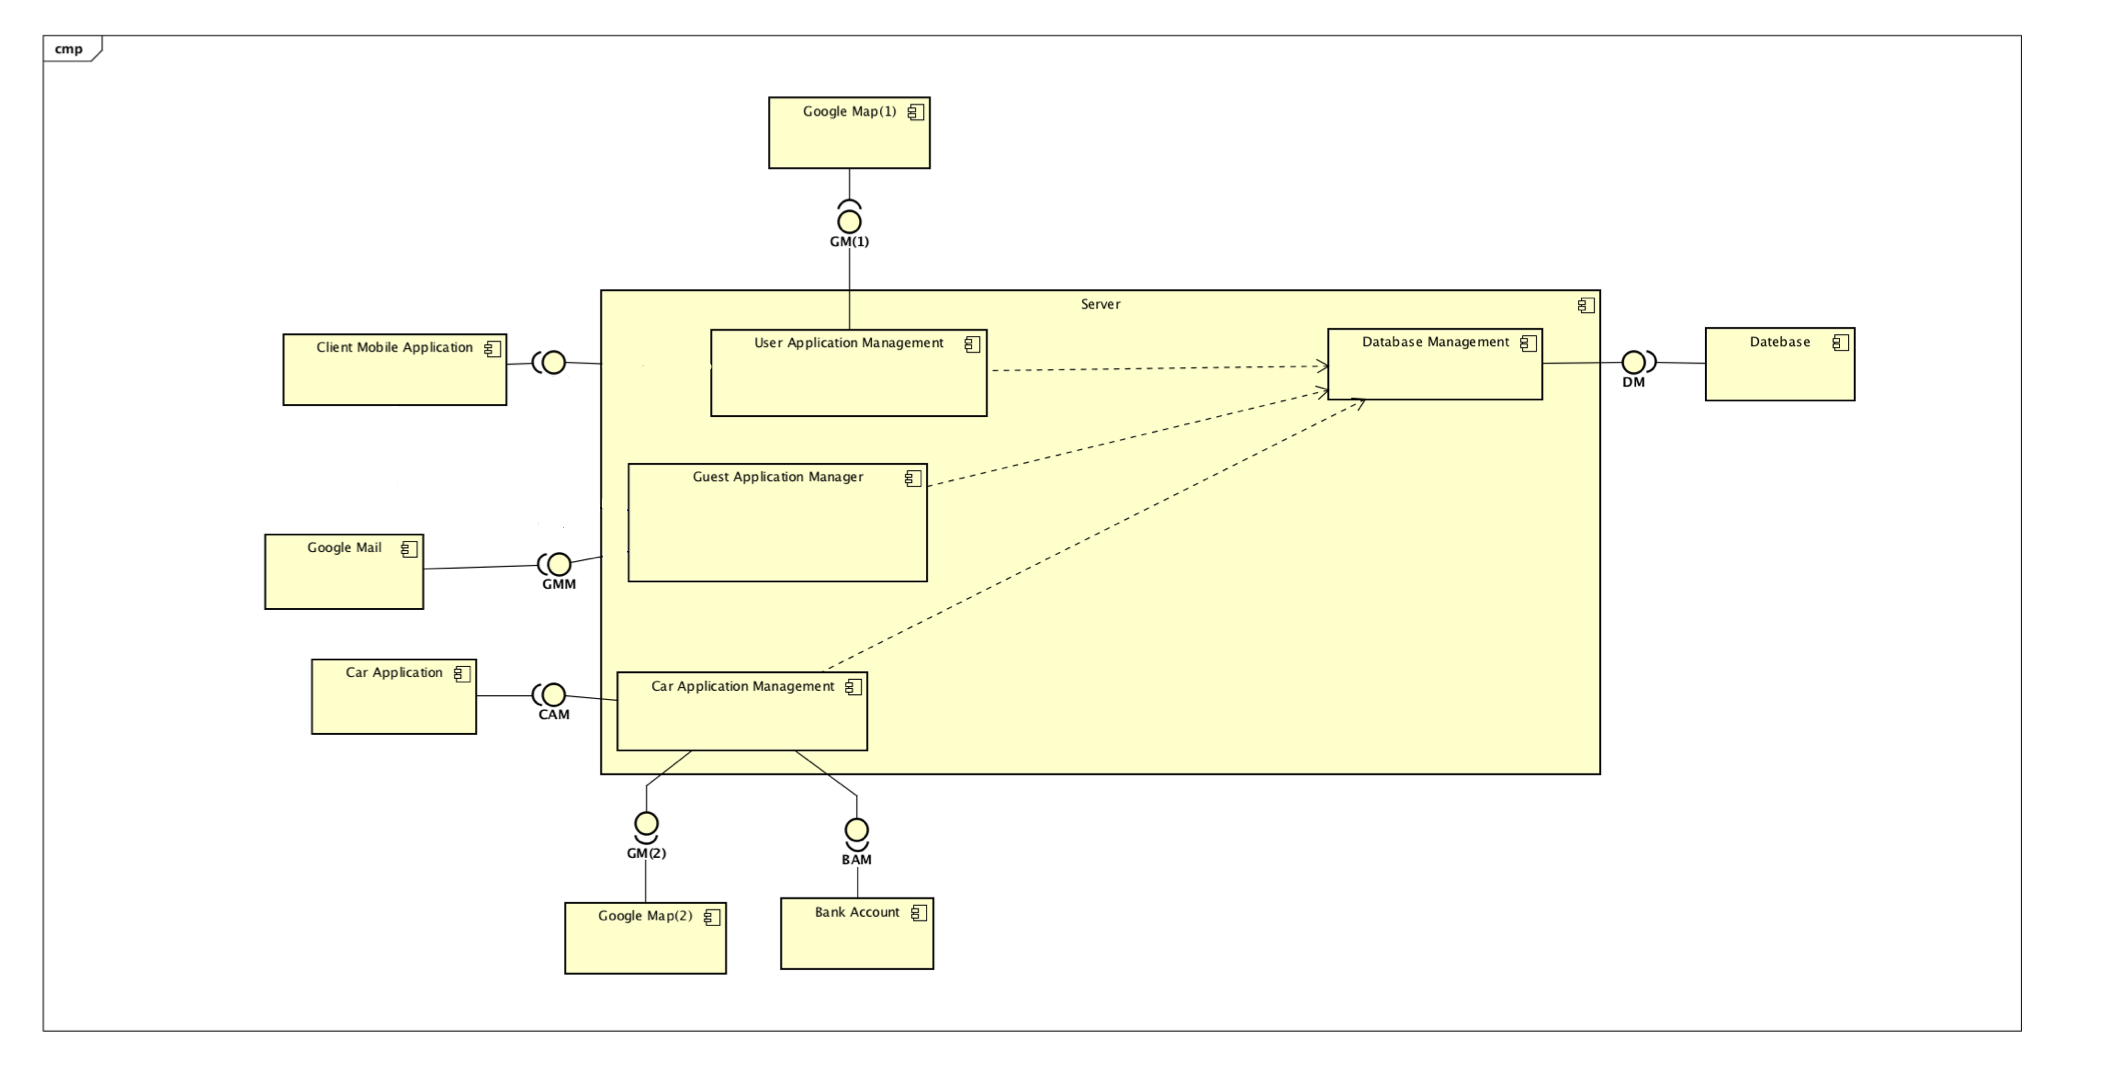 cmp
Google Map(1)
GM(1)
Server
Client Mobile Application
User Application Management
Database Management
Datebase
DM
Guest Application Manager
Google Mail
GMM
Car Application
CAM
Car Application Management
GM(2)
BAM
Google Map(2)
Bank Account